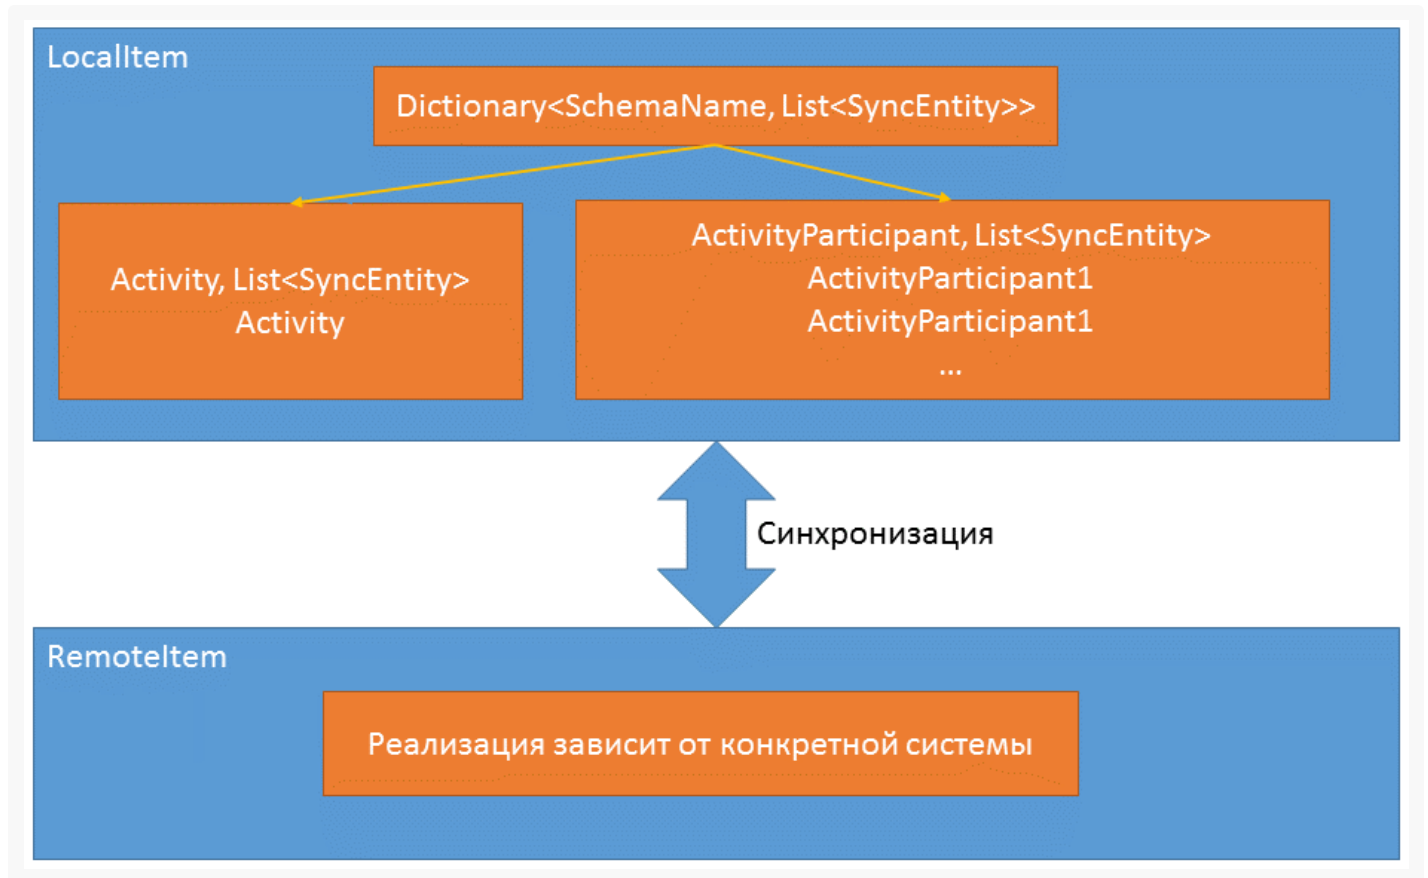 LocalItem
Dictionary<SchemaName, List<SyncEntity>>
Activity, List<SyncEntity>
Activity
ActivityParticipant, List<SyncEntity>
ActivityParticipant1
ActivityParticipant1
...
Синхронизация
RemoteItem
Реализация зависит от конкретной системы